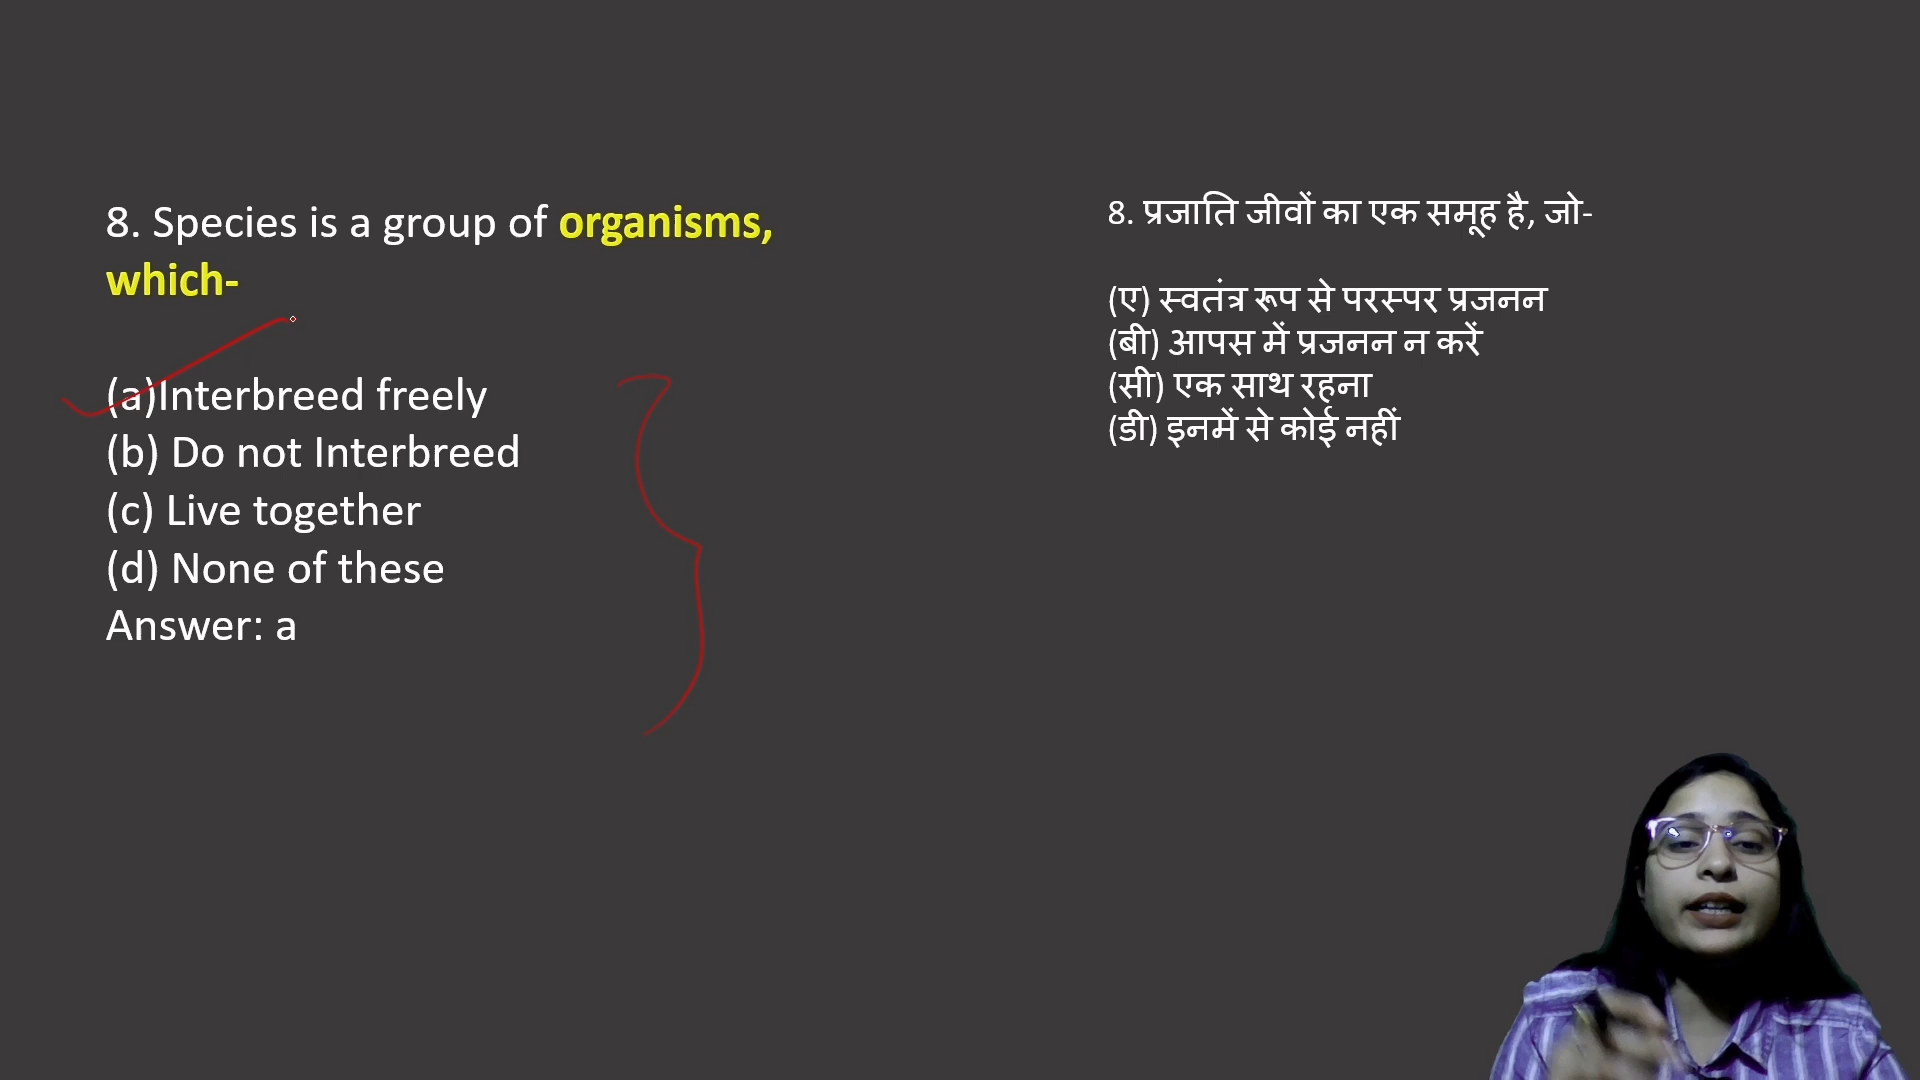 8. Species is a group of organisms,
which-
(a)Interbreed freely
(b) Do not Interbreed
(c) Live together
(d) None of these
Answer: a
8. प्रजाति जीवों का एक समूह है, जो-
(ए) स्वतंत्र रूप से परस्पर प्रजनन
(बी) आपस में प्रजनन न करें
(सी) एक साथ रहना
(डी) इनमें से कोई नहीं